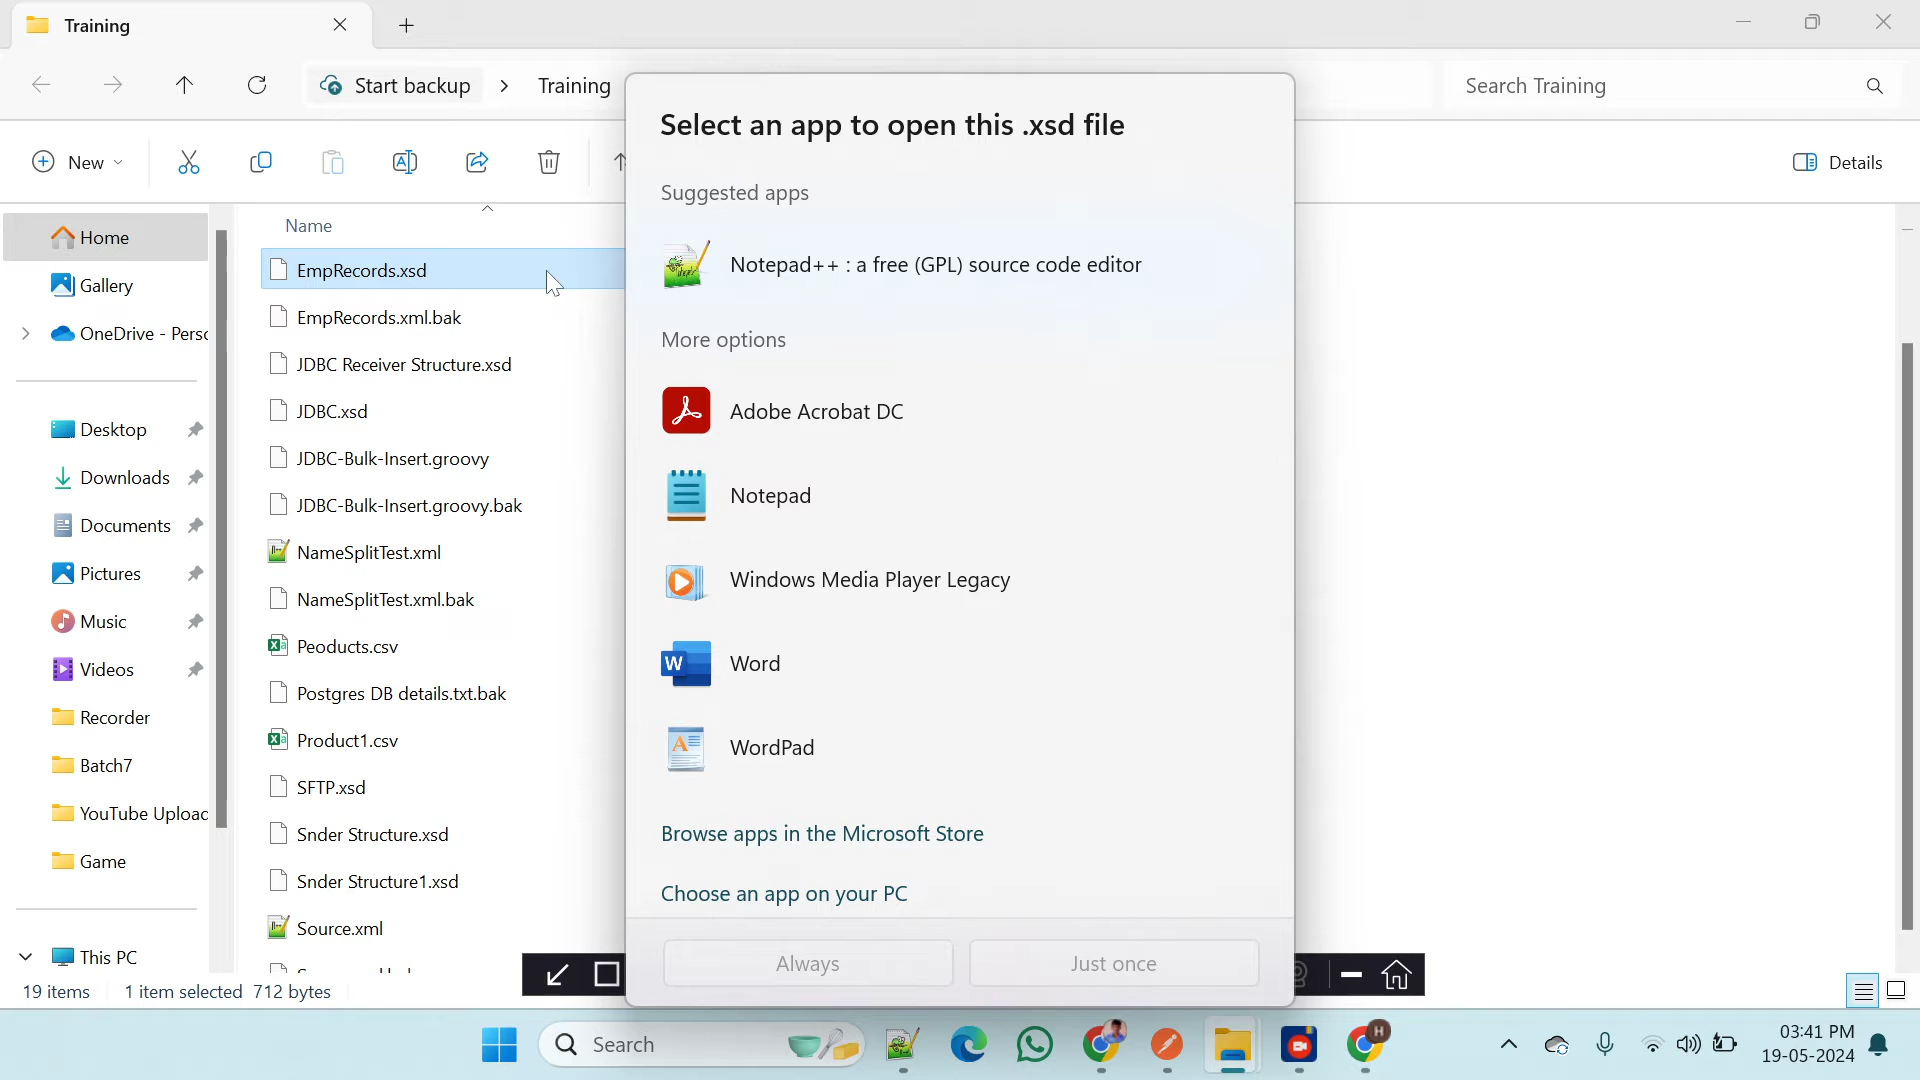 Training
Start backup > Training
Search Training
New
Details
Home
Gallery
OneDrive - Perso
Desktop
Downloads
Documents
Pictures
Music
Videos
Recorder
Batch7
YouTube Uploac
Game
This PC
Name
EmpRecords.xsd
EmpRecords.xml.bak
JDBC Receiver Structure.xsd
JDBC.xsd
JDBC-Bulk-Insert.groovy
JDBC-Bulk-Insert.groovy.bak
NameSplitTest.xml
NameSplitTest.xml.bak
Peoducts.csv
Postgres DB details.txt.bak
Product1.csv
SFTP.xsd
Snder Structure.xsd
Snder Structure1.xsd
Source.xml
Select an app to open this .xsd file
Suggested apps
Notepad++ : a free (GPL) source code editor
More options
Adobe Acrobat DC
Notepad
Windows Media Player Legacy
Word
WordPad
Browse apps in the Microsoft Store
Choose an app on your PC
Always
Just once
19 items
1 item selected 712 bytes
Search
H
03:41 PM
19-05-2024